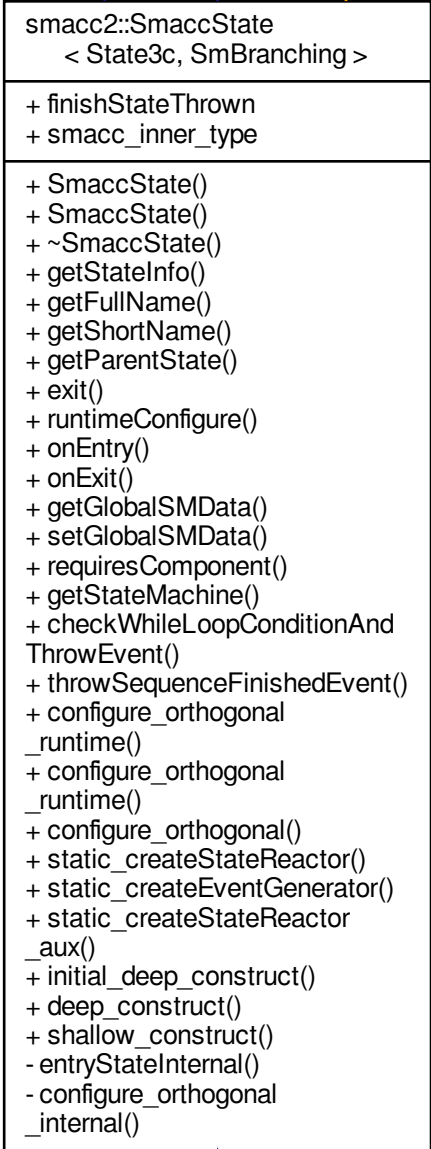 smacc2::SmaccState
< State3c, SmBranching >
+ finishStateThrown
+ smacc_inner_type
+ SmaccState()
+ SmaccState()
+ ~SmaccState()
+ getStateInfo()
+ getFullName()
+ getShortName()
+ getParentState()
+ exit()
+ runtimeConfigure()
+ onEntry()
+ onExit()
+ getGlobalSMData()
+ setGlobalSMData()
+ requiresComponent()
+ getStateMachine()
+ checkWhileLoopConditionAnd
ThrowEvent()
+ throwSequenceFinishedEvent()
+ configure_orthogonal
_runtime()
+ configure_orthogonal
_runtime()
+ configure_orthogonal()
+ static_createStateReactor()
+ static_createEventGenerator()
+ static_createStateReactor
_aux()
+ initial_deep_construct()
+ deep_construct()
+ shallow_construct()
- entryStateInternal()
- configure_orthogonal
_internal()